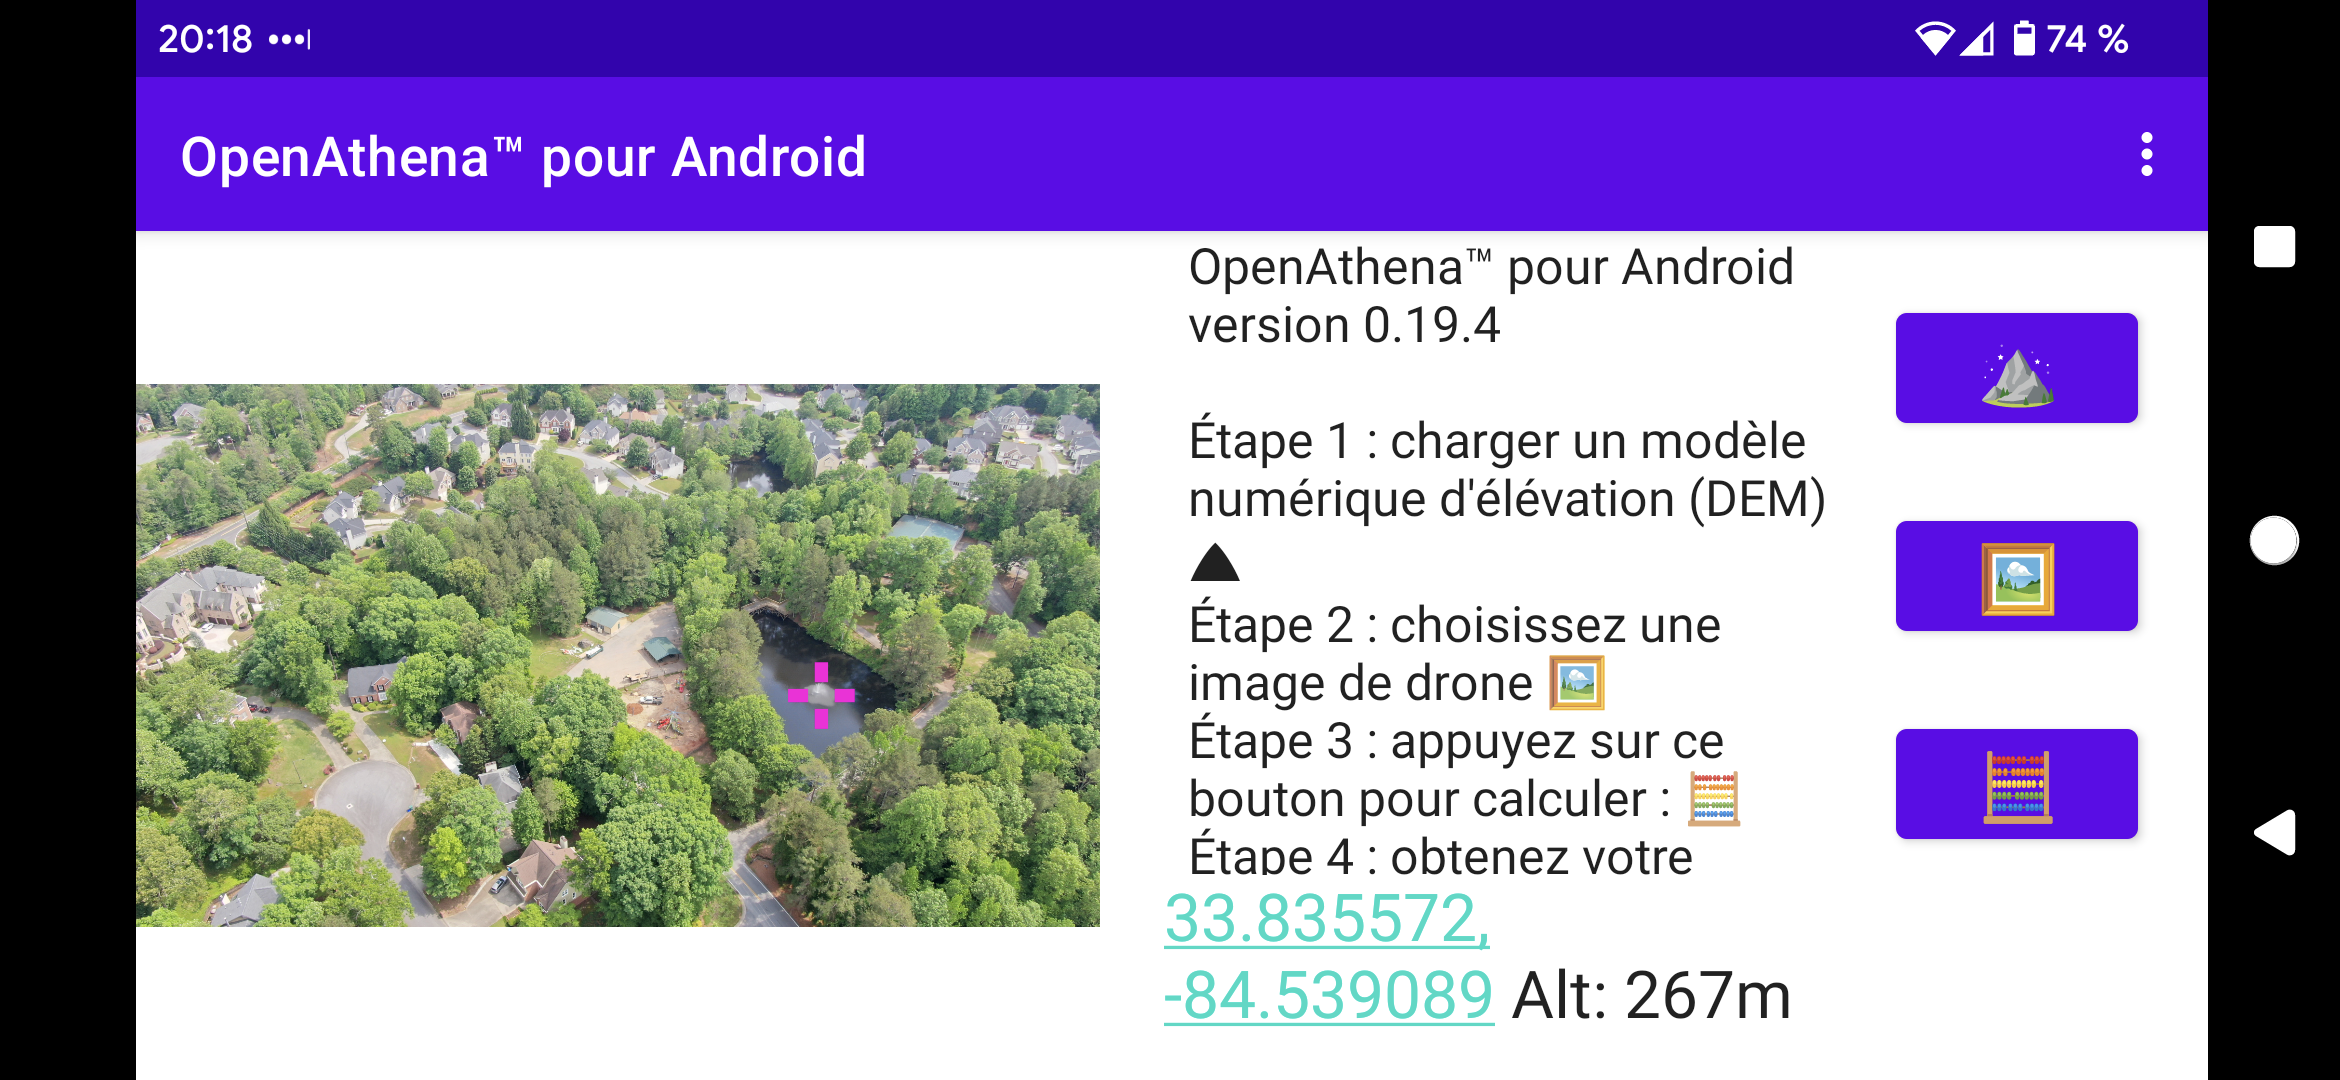 20:18
74 %
OpenAthena™ pour Android
OpenAthena™ pour Android
version 0.19.4
Étape 1 : charger un modèle
numérique d'élévation (DEM)
Étape 2 : choisissez une
image de drone
Étape 3 : appuyez sur ce
bouton pour calculer :
Étape 4 : obtenez votre
33.835572,
-84.539089 Alt: 267m